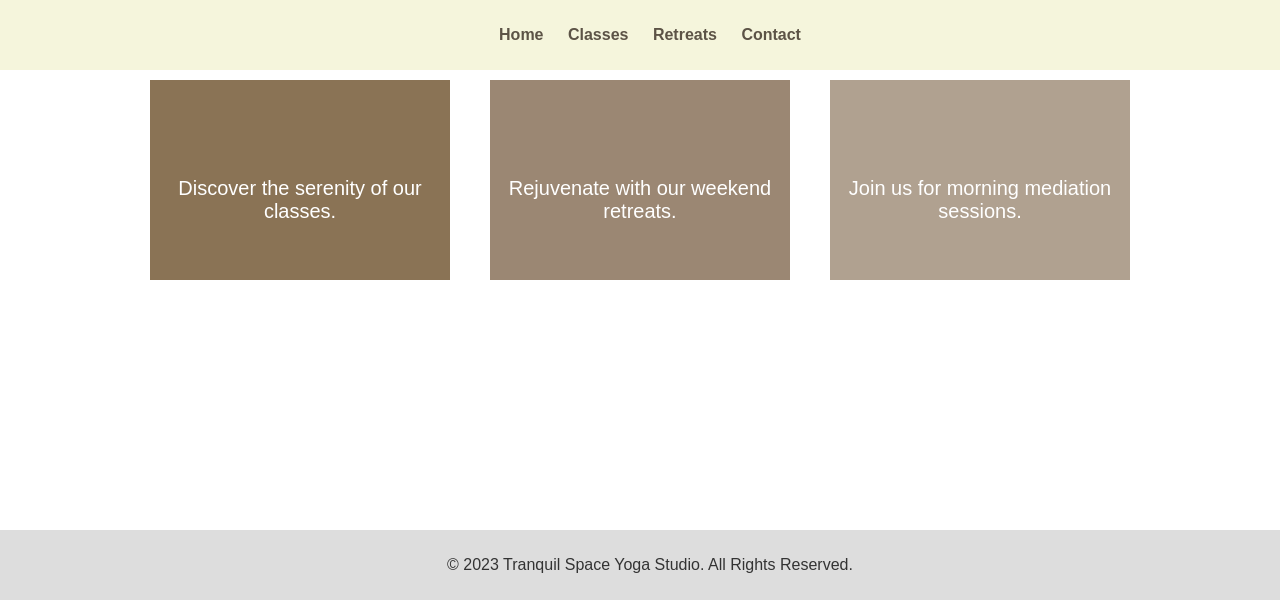 Home Classes Retreats Contact
Discover the serenity of our
classes.
Rejuvenate with our weekend
retreats.
Join us for morning mediation
sessions.
© 2023 Tranquil Space Yoga Studio. All Rights Reserved.